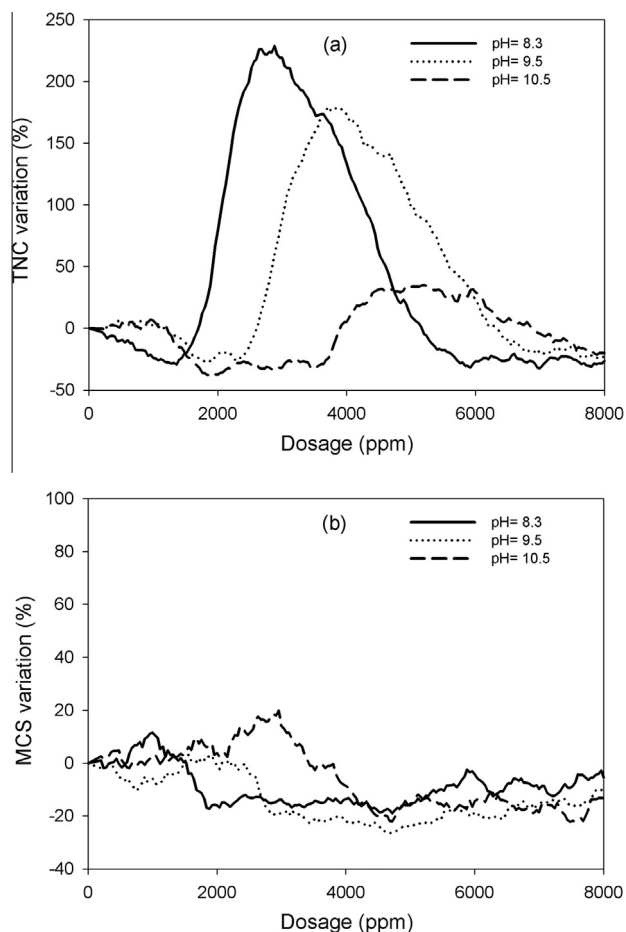 (a)
pH= 8.3
pH= 9.5
pH= 10.5
250
200
150
100
50
0
-50
TNC variation (%)
0 2000 4000 6000 8000
Dosage (ppm)
(b)
pH= 8.3
pH= 9.5
pH= 10.5
100
80
60
40
20
0
-20
-40
MCS variation (%)
0 2000 4000 6000 8000
Dosage (ppm)